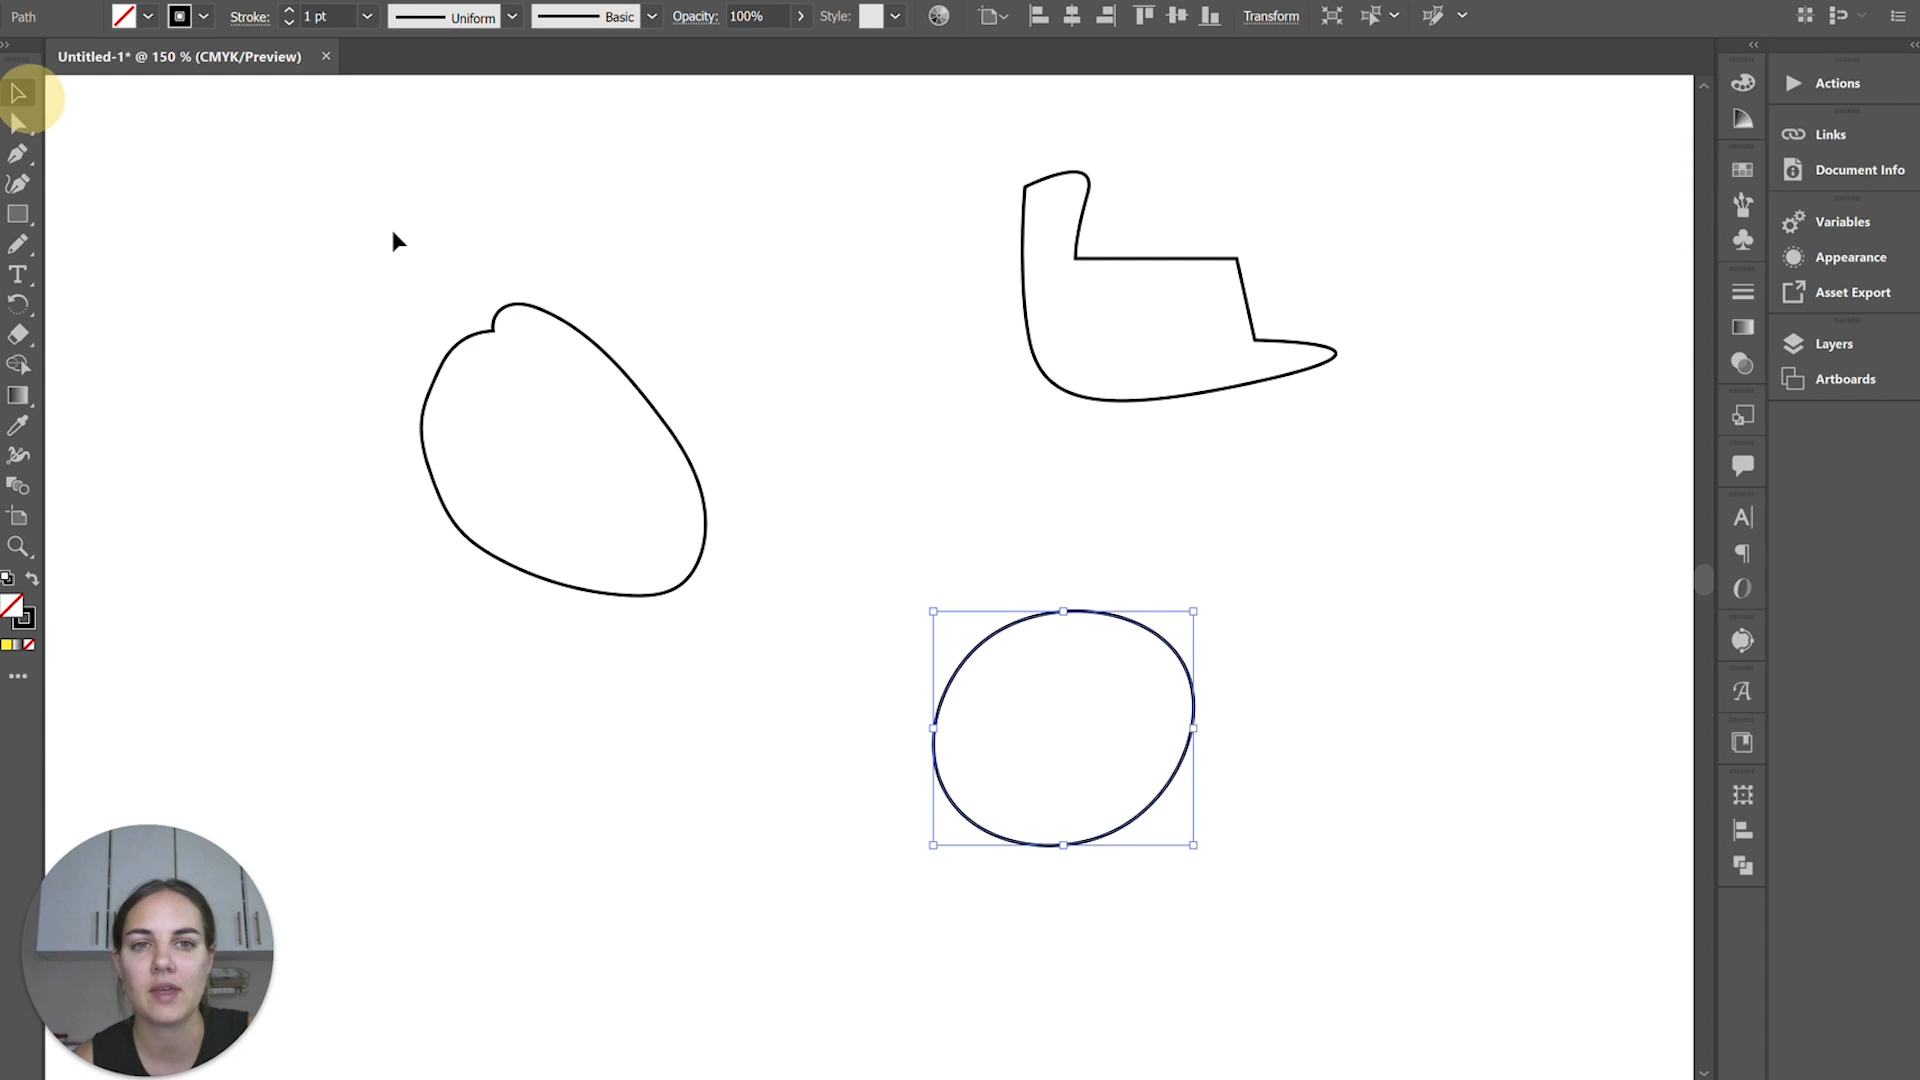 Path
Stroke: 1 pt Uniform Basic Opacity: 100% Style: Transform
Untitled-1* @ 150 % (CMYK/Preview) ×
Actions
Links
Document Info
Variables
Appearance
Asset Export
Layers
Artboards